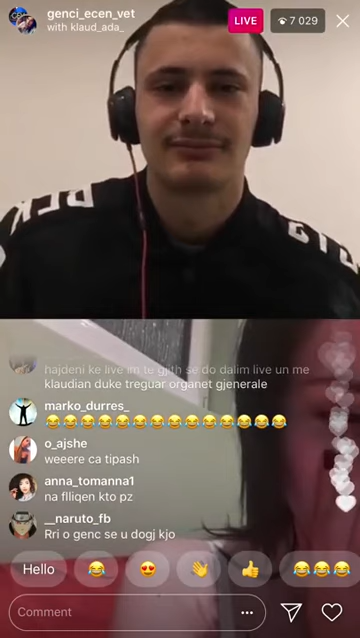 genci_ecen_vet
with klaud_ada_
LIVE
7 029
hajdeni ke live im te gjith se do dalim live un me
klaudian duke treguar organet gjenerale
marko_durres_
😂😂😂😂😂😂😂😂😂😂😂😂😂😂😂😂😂
o_ajshe
weeere ca tipash
anna_tomanna1
na flliqen kto pz
__naruto_fb
Rri o genc se u dogj kjo
Hello 😂 😍 👋 👍 😂😂😂
Comment